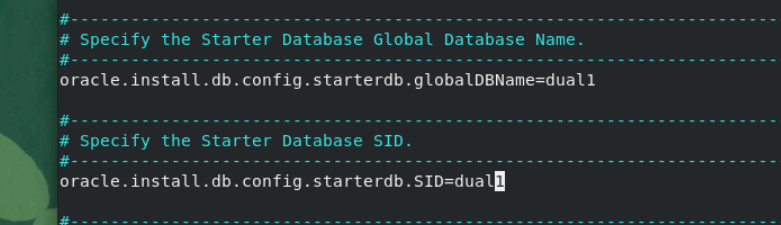 #-----------------------------------------------------------------------
# Specify the Starter Database Global Database Name.
#-----------------------------------------------------------------------
oracle.install.db.config.starterdb.globalDBName=dual1
#-----------------------------------------------------------------------
# Specify the Starter Database SID.
#-----------------------------------------------------------------------
oracle.install.db.config.starterdb.SID=dual1
#-----------------------------------------------------------------------